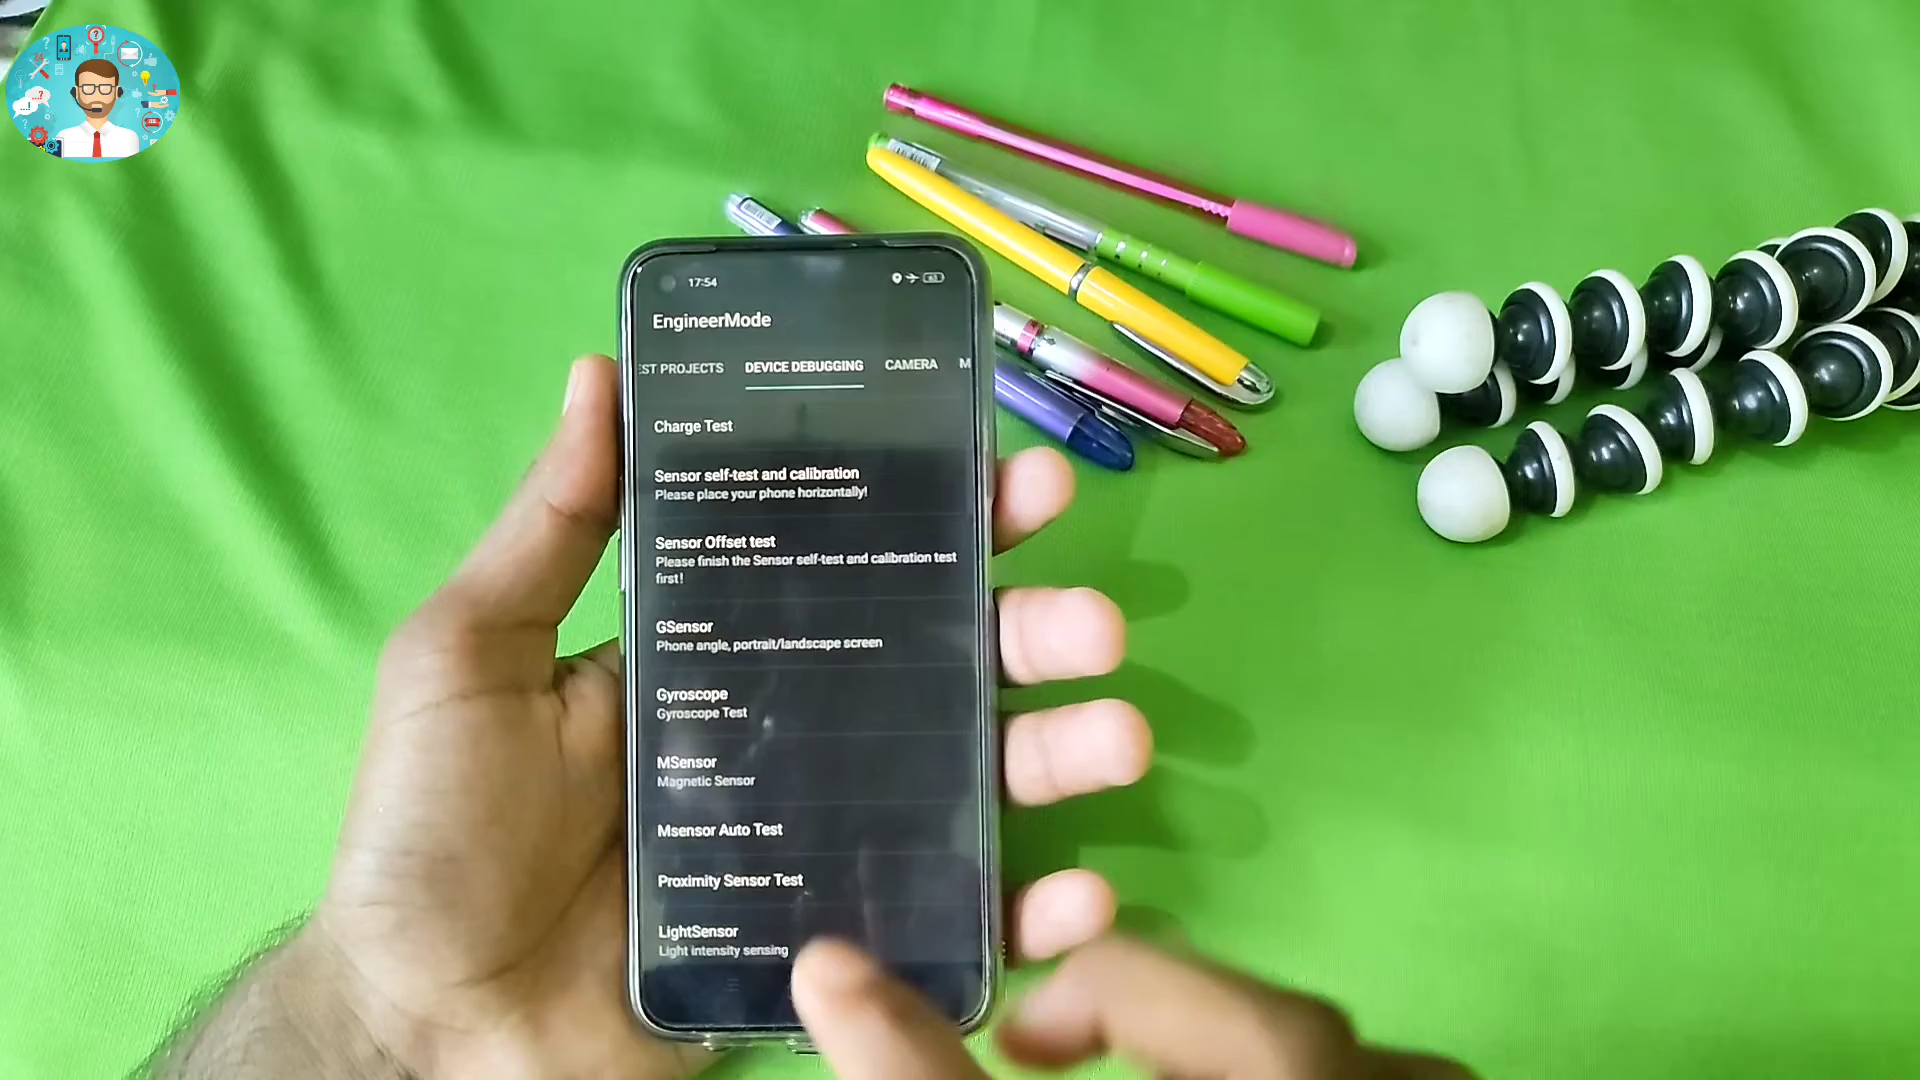 17:54
63
EngineerMode
EST PROJECTS DEVICE DEBUGGING CAMERA M
Charge Test
Sensor self-test and calibration
Please place your phone horizontally!
Sensor Offset test
Please finish the Sensor self-test and calibration test
first!
GSensor
Phone angle, portrait/landscape screen
Gyroscope
Gyroscope Test
MSensor
Magnetic Sensor
Msensor Auto Test
Proximity Sensor Test
LightSensor
Light intensity sensing